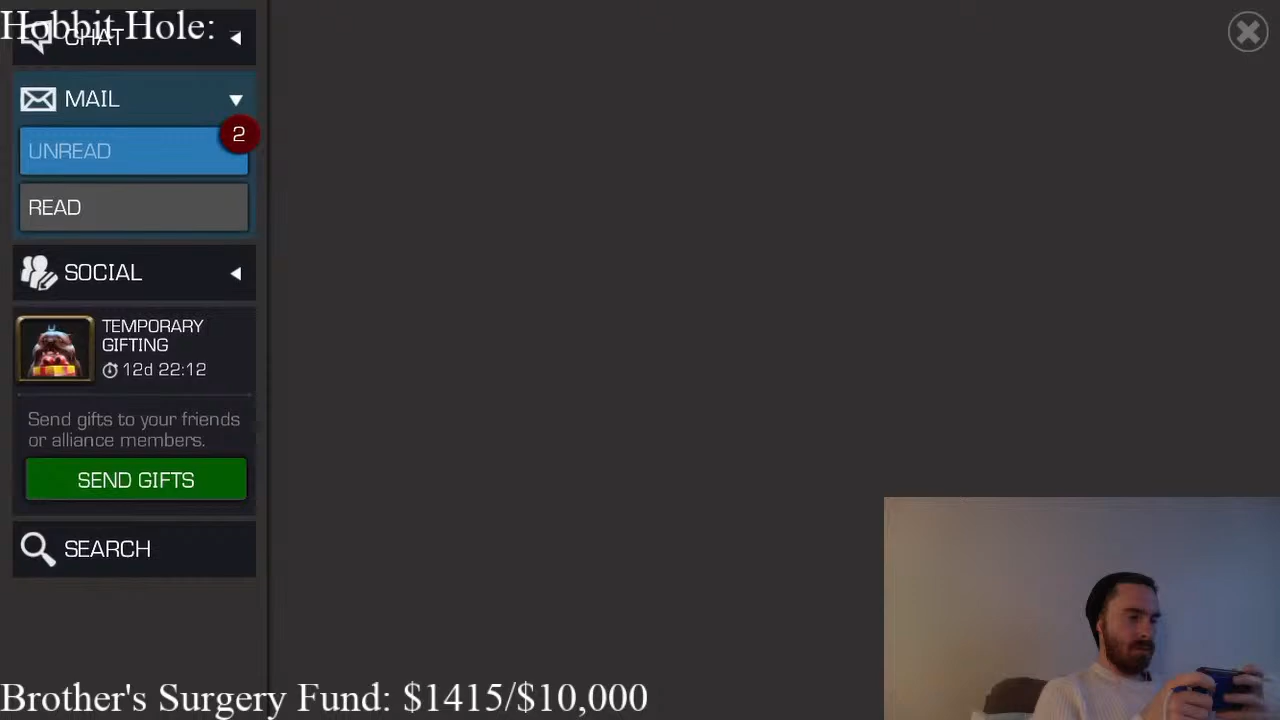 Hobbit Hole:
CHAT
MAIL
2
UNREAD
READ
SOCIAL
TEMPORARY
GIFTING
12d 22:12
Send gifts to your friends
or alliance members.
SEND GIFTS
SEARCH
Brother's Surgery Fund: $1415/$10,000